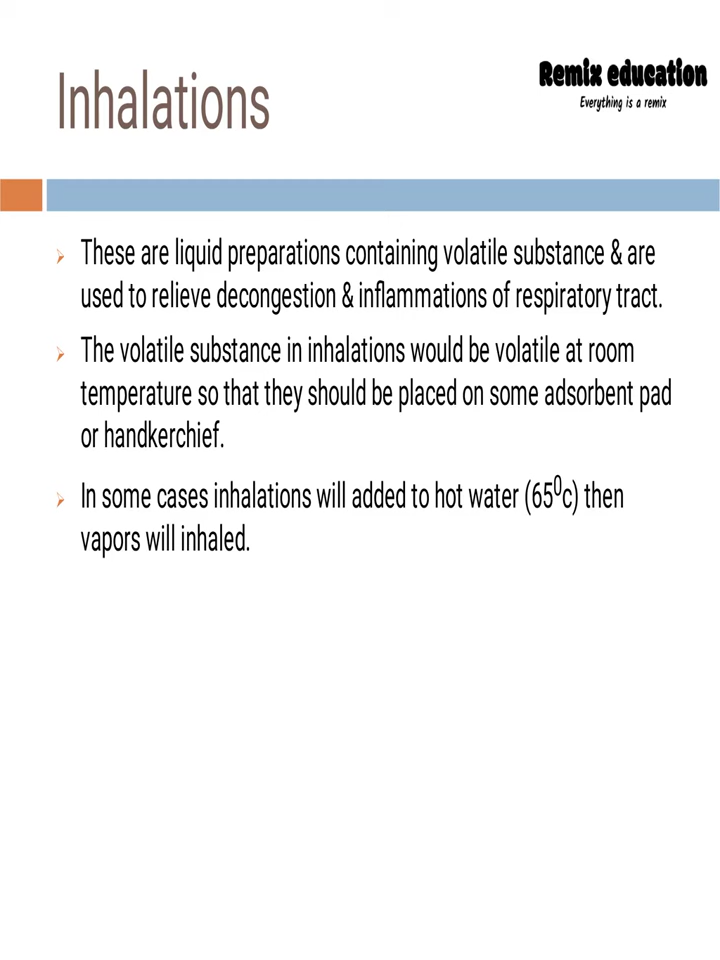 Inhalations
Remix education
Everything is a remix
These are liquid preparations containing volatile substance & are
used to relieve decongestion & inflammations of respiratory tract.
The volatile substance in inhalations would be volatile at room
temperature so that they should be placed on some adsorbent pad
or handkerchief.
In some cases inhalations will added to hot water (65⁰c) then
vapors will inhaled.